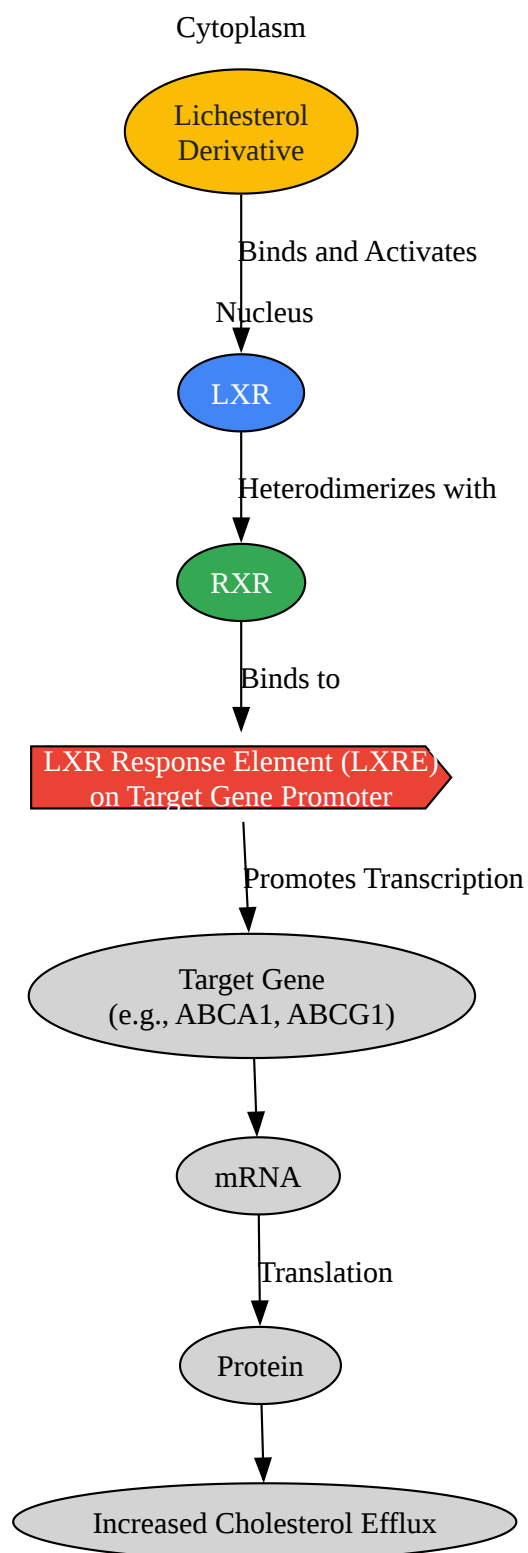 Cytoplasm
Lichesterol
Derivative
Binds and Activates
Nucleus
LXR
Heterodimerizes with
RXR
Binds to
LXR Response Element (LXRE)
on Target Gene Promoter
Promotes Transcription
Target Gene
(e.g., ABCA1, ABCG1)
mRNA
Translation
Protein
Increased Cholesterol Efflux